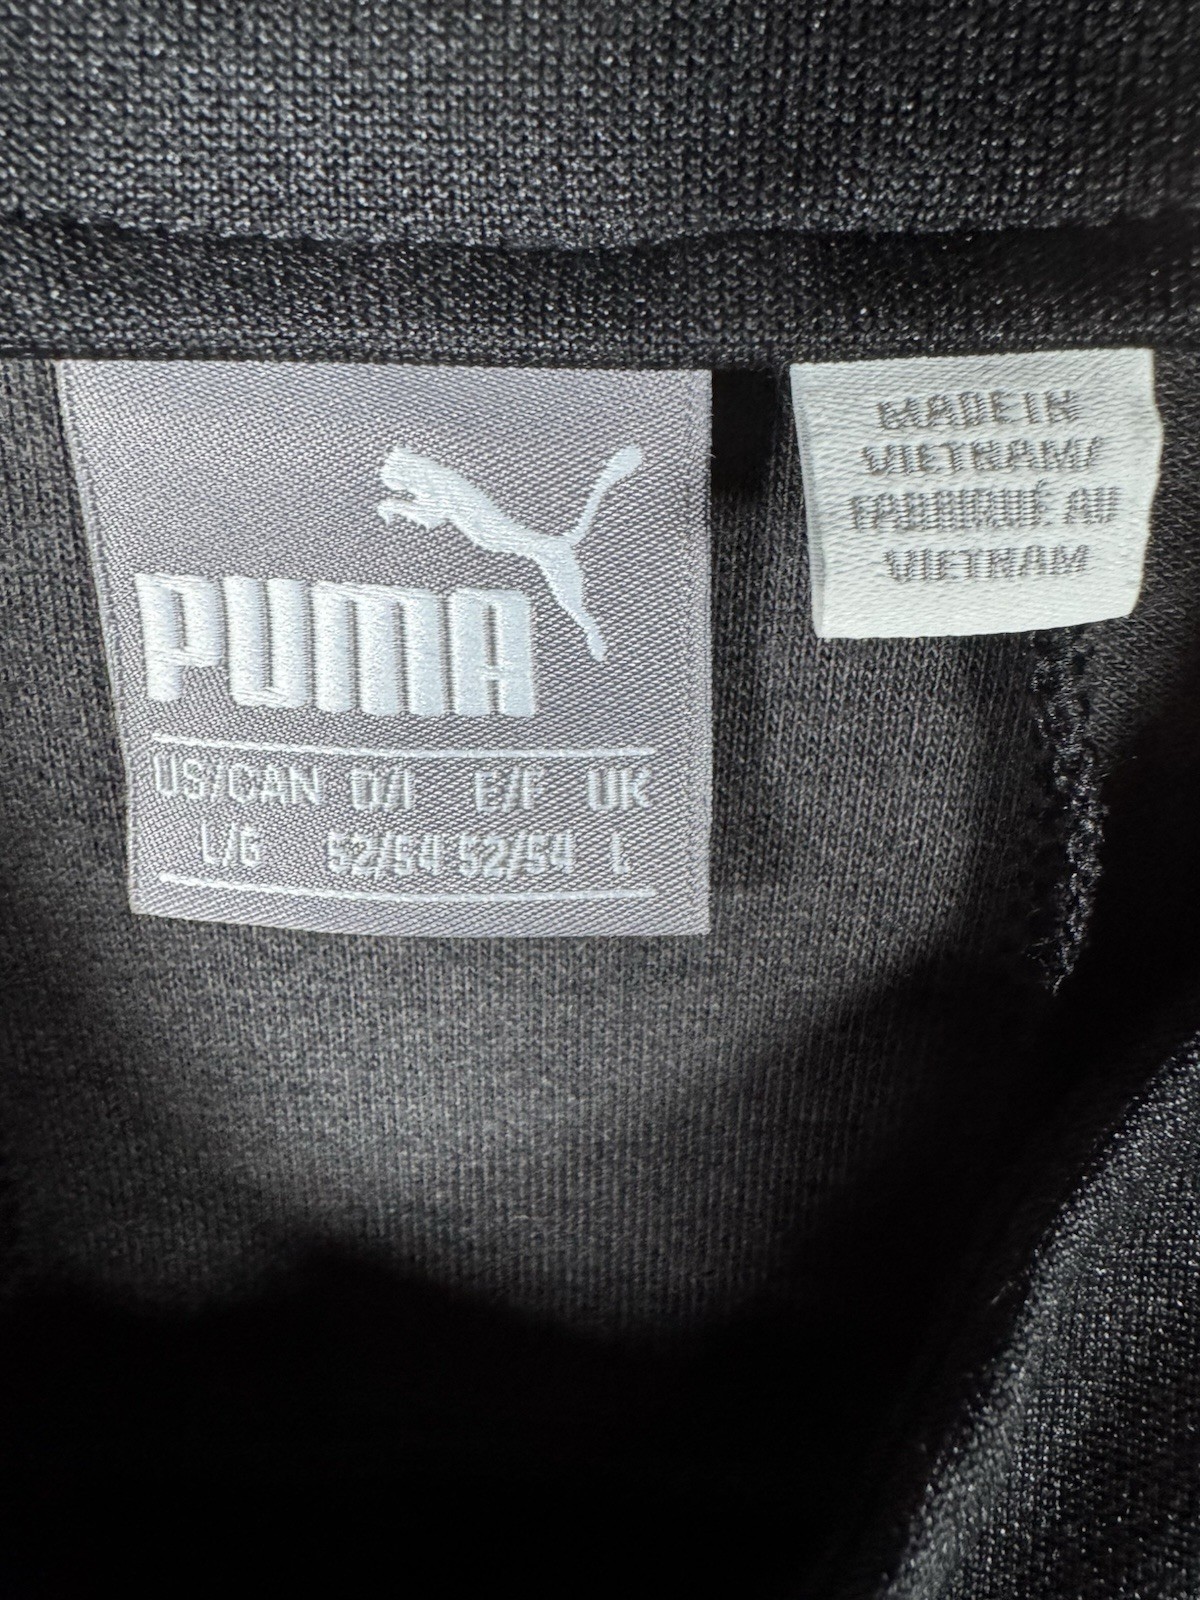 PUMA
US/CAN D/I E/F UK
L/G 52/54 52/54 L
MADE IN
VIETNAM/
FABRIQUÉ AU
VIETNAM